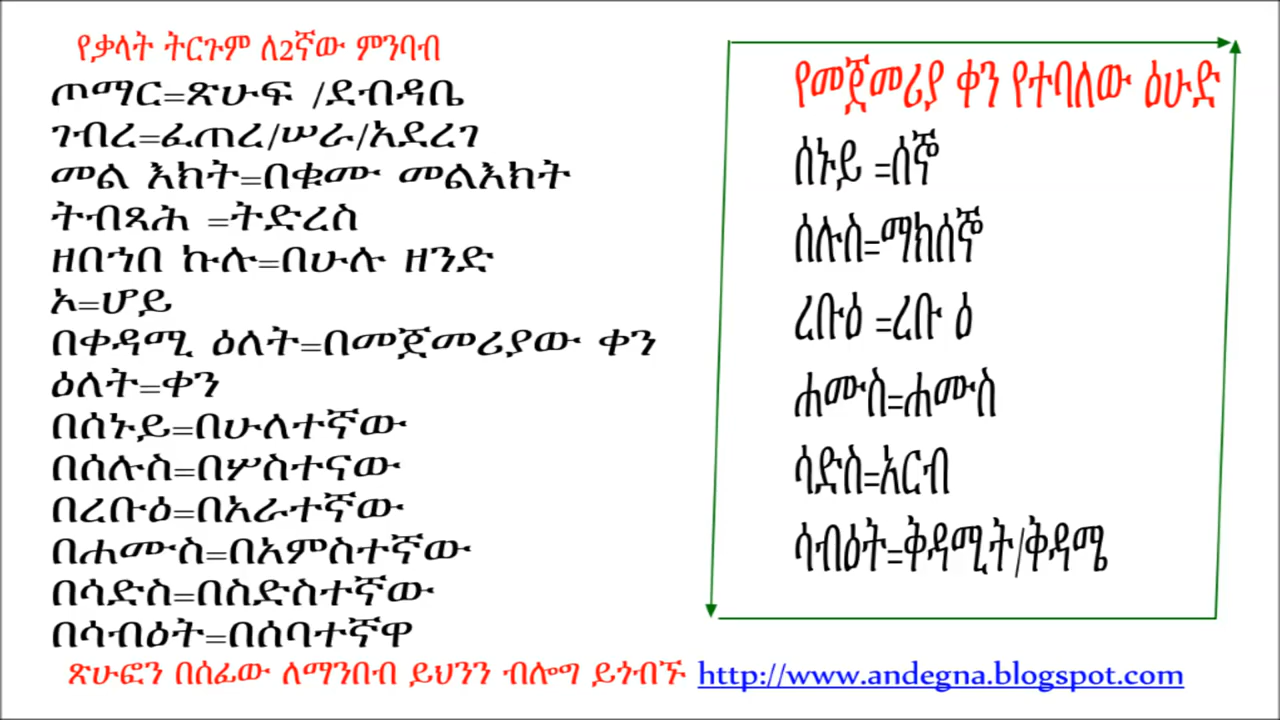 የቃላት ትርጉም ለ2ኛው ምንባብ
ጦማር=ጽሁፍ /ደብዳቤ
ገብረ=ፈጠረ/ሠራ/አደረገ
መል እክት=በቁሙ መልእክት
ትብጻሕ =ትድረስ
ዘበኀበ ኩሉ=በሁሉ ዘንድ
ኦ=ሆይ
በቀዳሚ ዕለት=በመጀመሪያው ቀን
ዕለት=ቀን
በሰኑይ=በሁለተኛው
በሰሉስ=በሦስተናው
በረቡዕ=በአራተኛው
በሐሙስ=በአምስተኛው
በሳድስ=በስድስተኛው
በሳብዕት=በሰባተኛዋ
የመጀመሪያ ቀን የተባለው ዕሁድ
ሰኑይ =ሰኞ
ሰሉስ=ማክሰኞ
ረቡዕ =ረቡ ዕ
ሐሙስ=ሐሙስ
ሳድስ=አርብ
ሳብዕት=ቅዳሚት/ቅዳሜ
ጽሁፎን በሰፊው ለማንበብ ይህንን ብሎግ ይጎብኙ http://www.andegna.blogspot.com